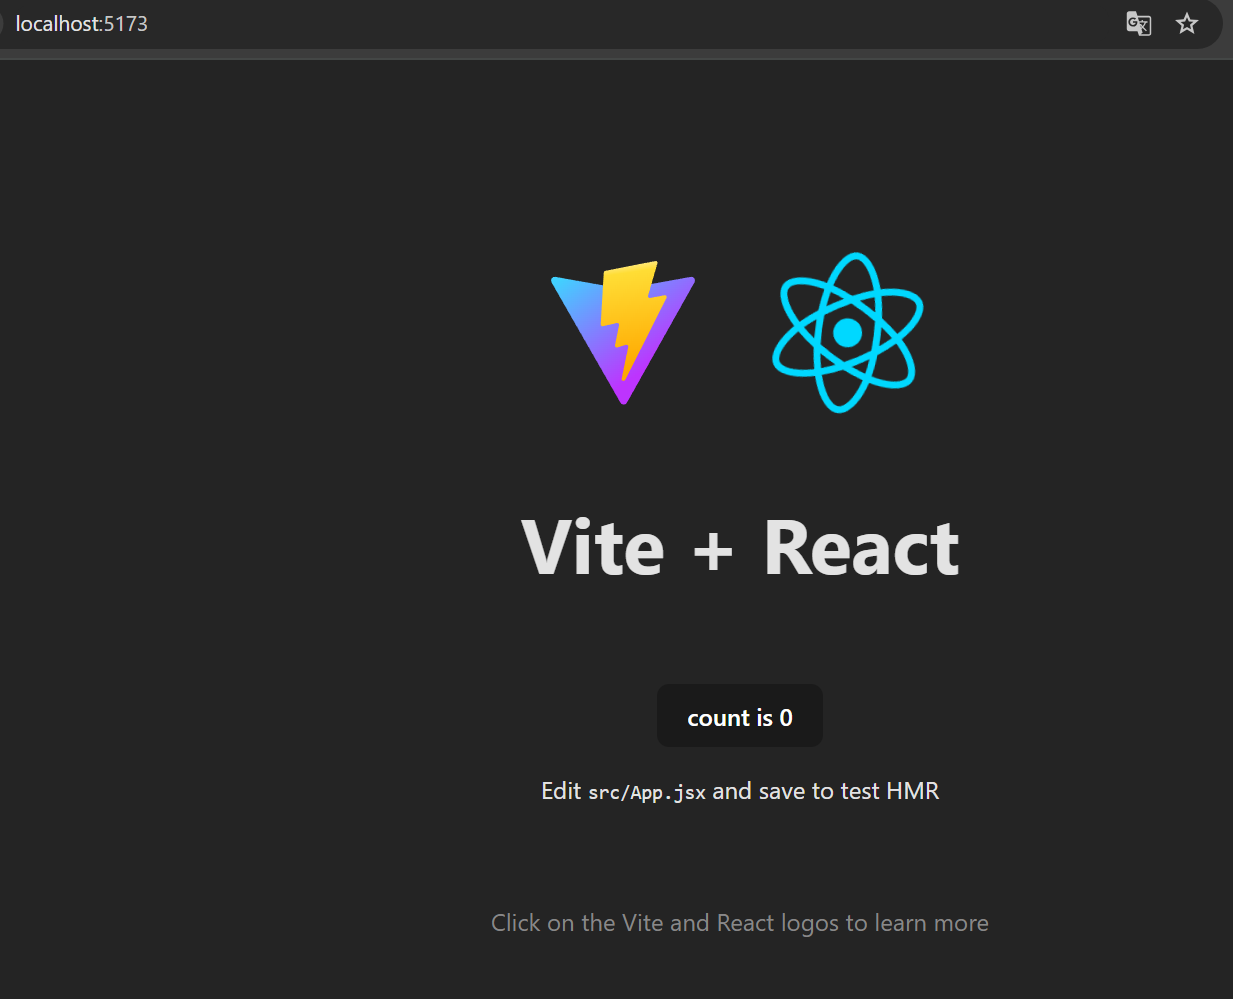 localhost:5173
Vite + React
count is 0
Edit src/App.jsx and save to test HMR
Click on the Vite and React logos to learn more